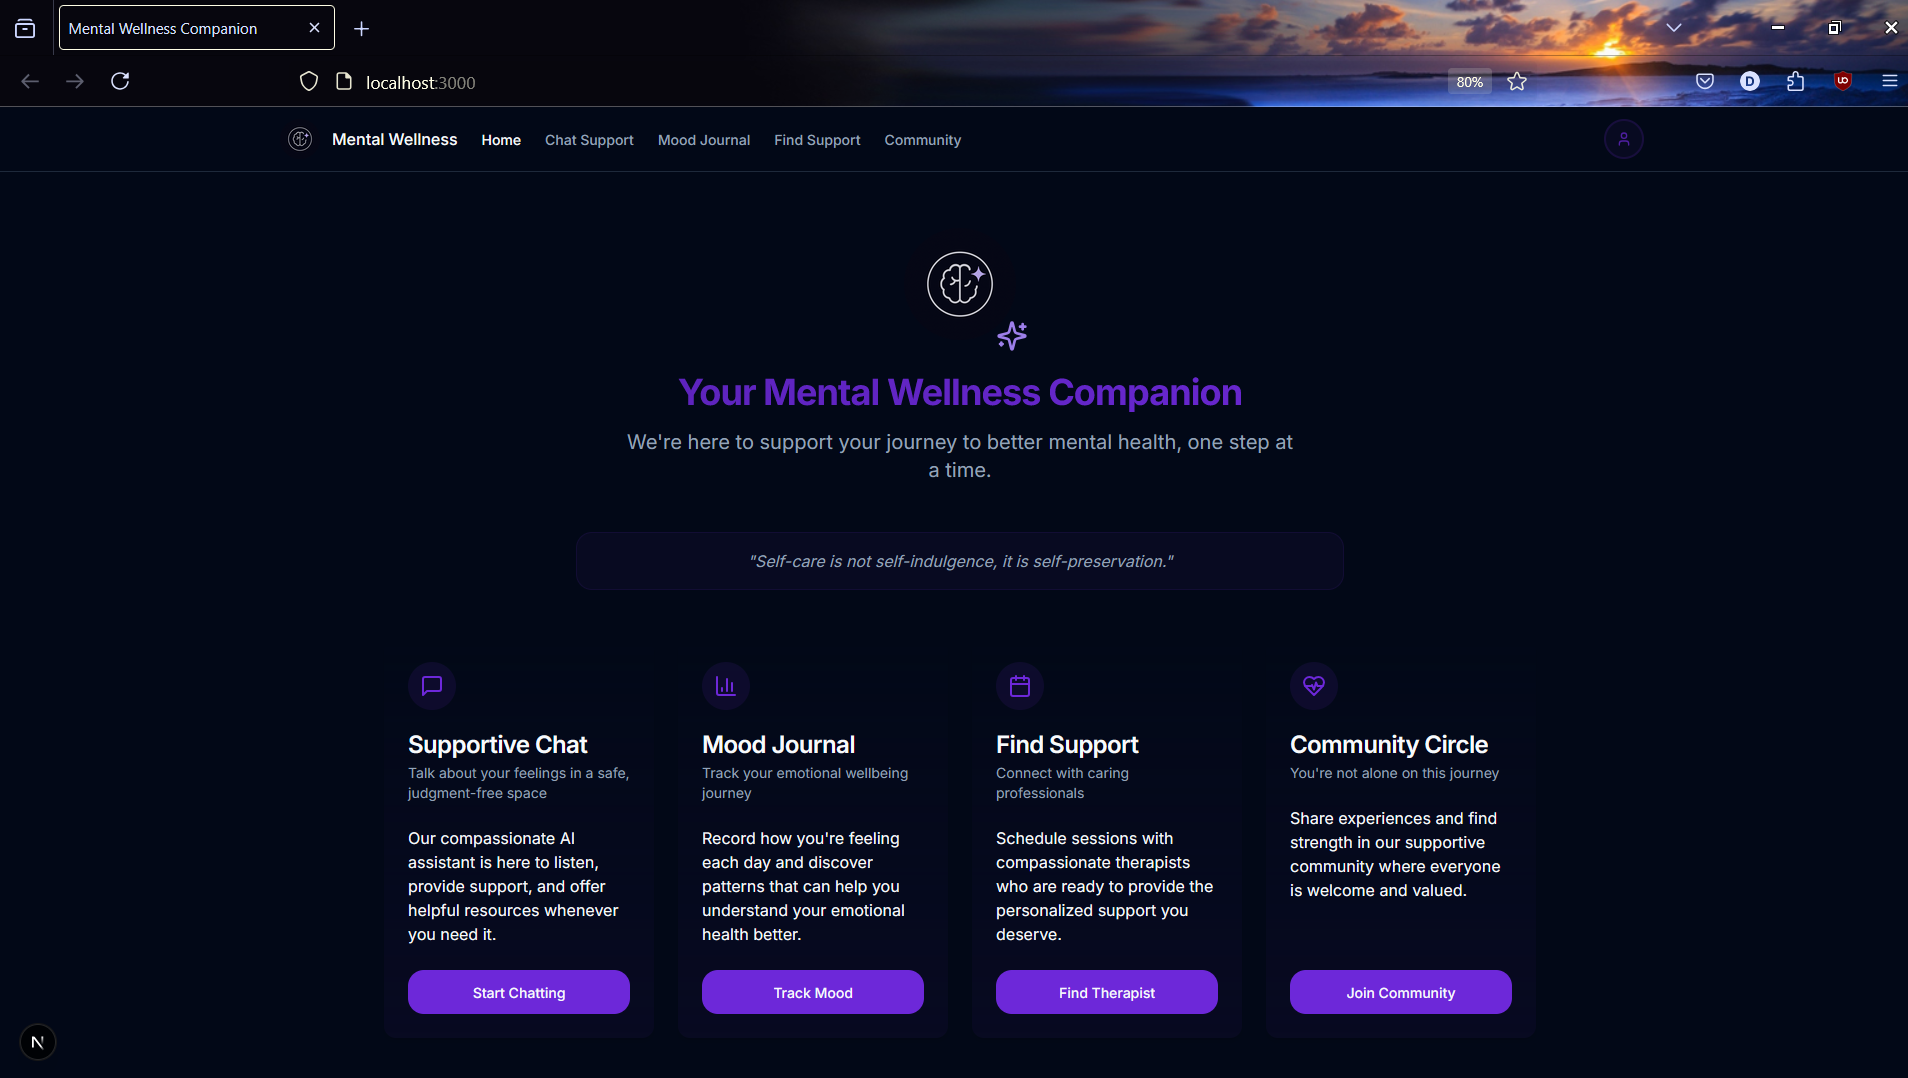 Mental Wellness Companion
localhost:3000
80%
D
UD
Mental Wellness
Home
Chat Support
Mood Journal
Find Support
Community
Your Mental Wellness Companion
We're here to support your journey to better mental health, one step at
a time.
"Self-care is not self-indulgence, it is self-preservation."
Supportive Chat
Talk about your feelings in a safe,
judgment-free space
Our compassionate AI
assistant is here to listen,
provide support, and offer
helpful resources whenever
you need it.
Start Chatting
Mood Journal
Track your emotional wellbeing
journey
Record how you're feeling
each day and discover
patterns that can help you
understand your emotional
health better.
Track Mood
Find Support
Connect with caring
professionals
Schedule sessions with
compassionate therapists
who are ready to provide the
personalized support you
deserve.
Find Therapist
Community Circle
You're not alone on this journey
Share experiences and find
strength in our supportive
community where everyone
is welcome and valued.
Join Community
N